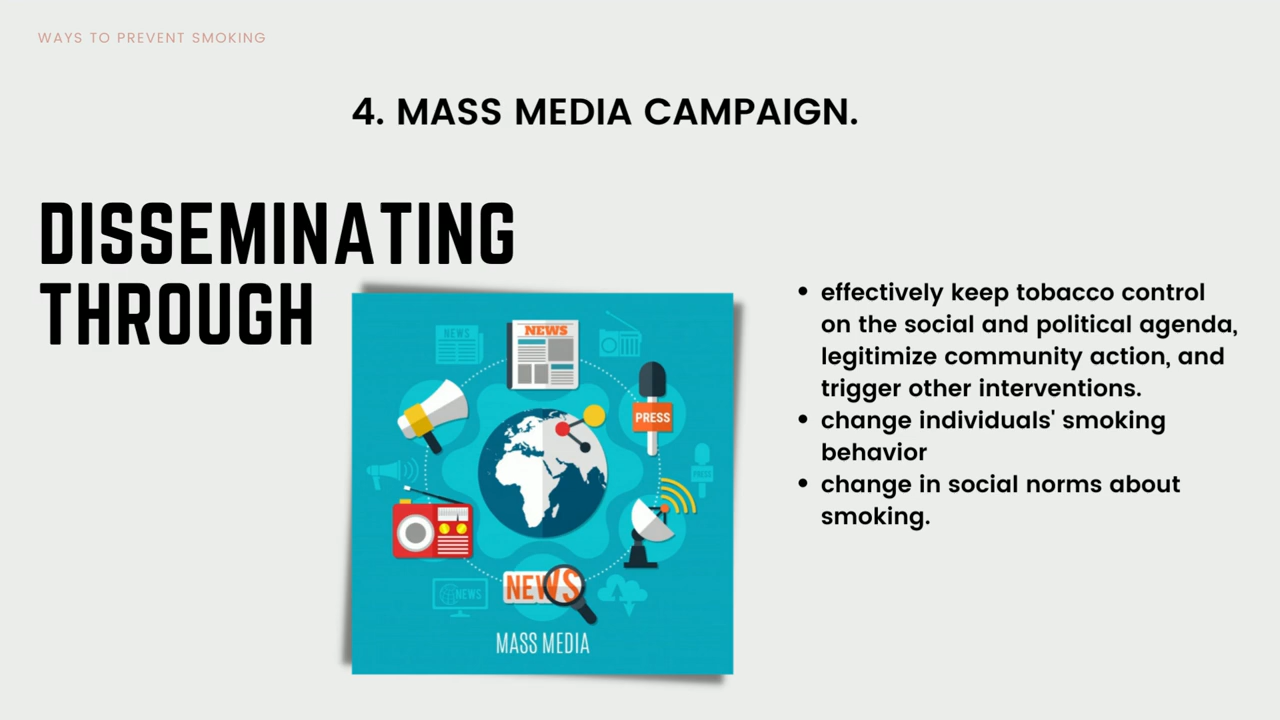 WAYS TO PREVENT SMOKING
4. MASS MEDIA CAMPAIGN.
DISSEMINATING
THROUGH
NEWS
NEWS
PRESS
PRESS
NEWS
NEWS
MASS MEDIA
• effectively keep tobacco control
on the social and political agenda,
legitimize community action, and
trigger other interventions.
• change individuals' smoking
behavior
• change in social norms about
smoking.